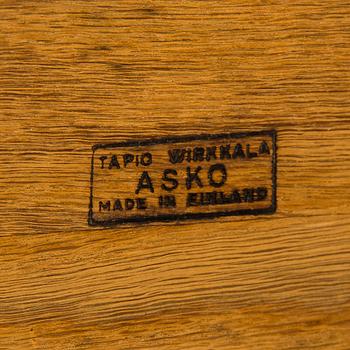 TAPIO WIRKKALA
ASKO
MADE IN FINLAND